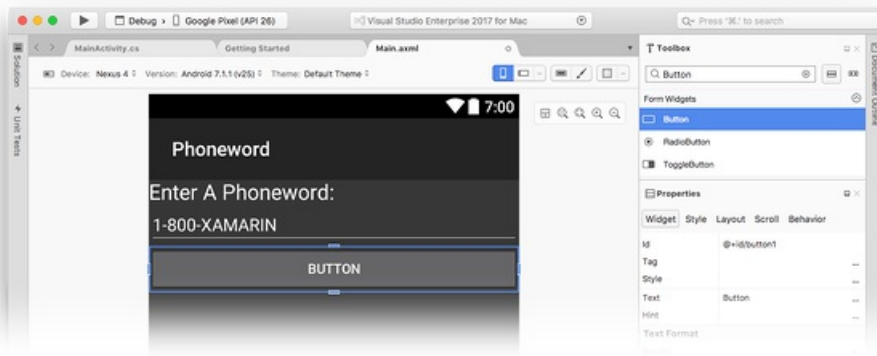 Debug › Google Pixel (API 26)
Visual Studio Enterprise 2017 for Mac
Press '⌘.' to search
Solution
Unit Tests
MainActivity.cs
Getting Started
Main.axml
Device: Nexus 4 Version: Android 7.1.1 (v25) Theme: Default Theme
7:00
Phoneword
Enter A Phoneword:
1-800-XAMARIN
BUTTON
Toolbox
Button
Form Widgets
Button
RadioButton
ToggleButton
Properties
Widget Style Layout Scroll Behavior
Id @+id/button1
Tag
Style
Text Button
Hint
Text Format
Document Outline